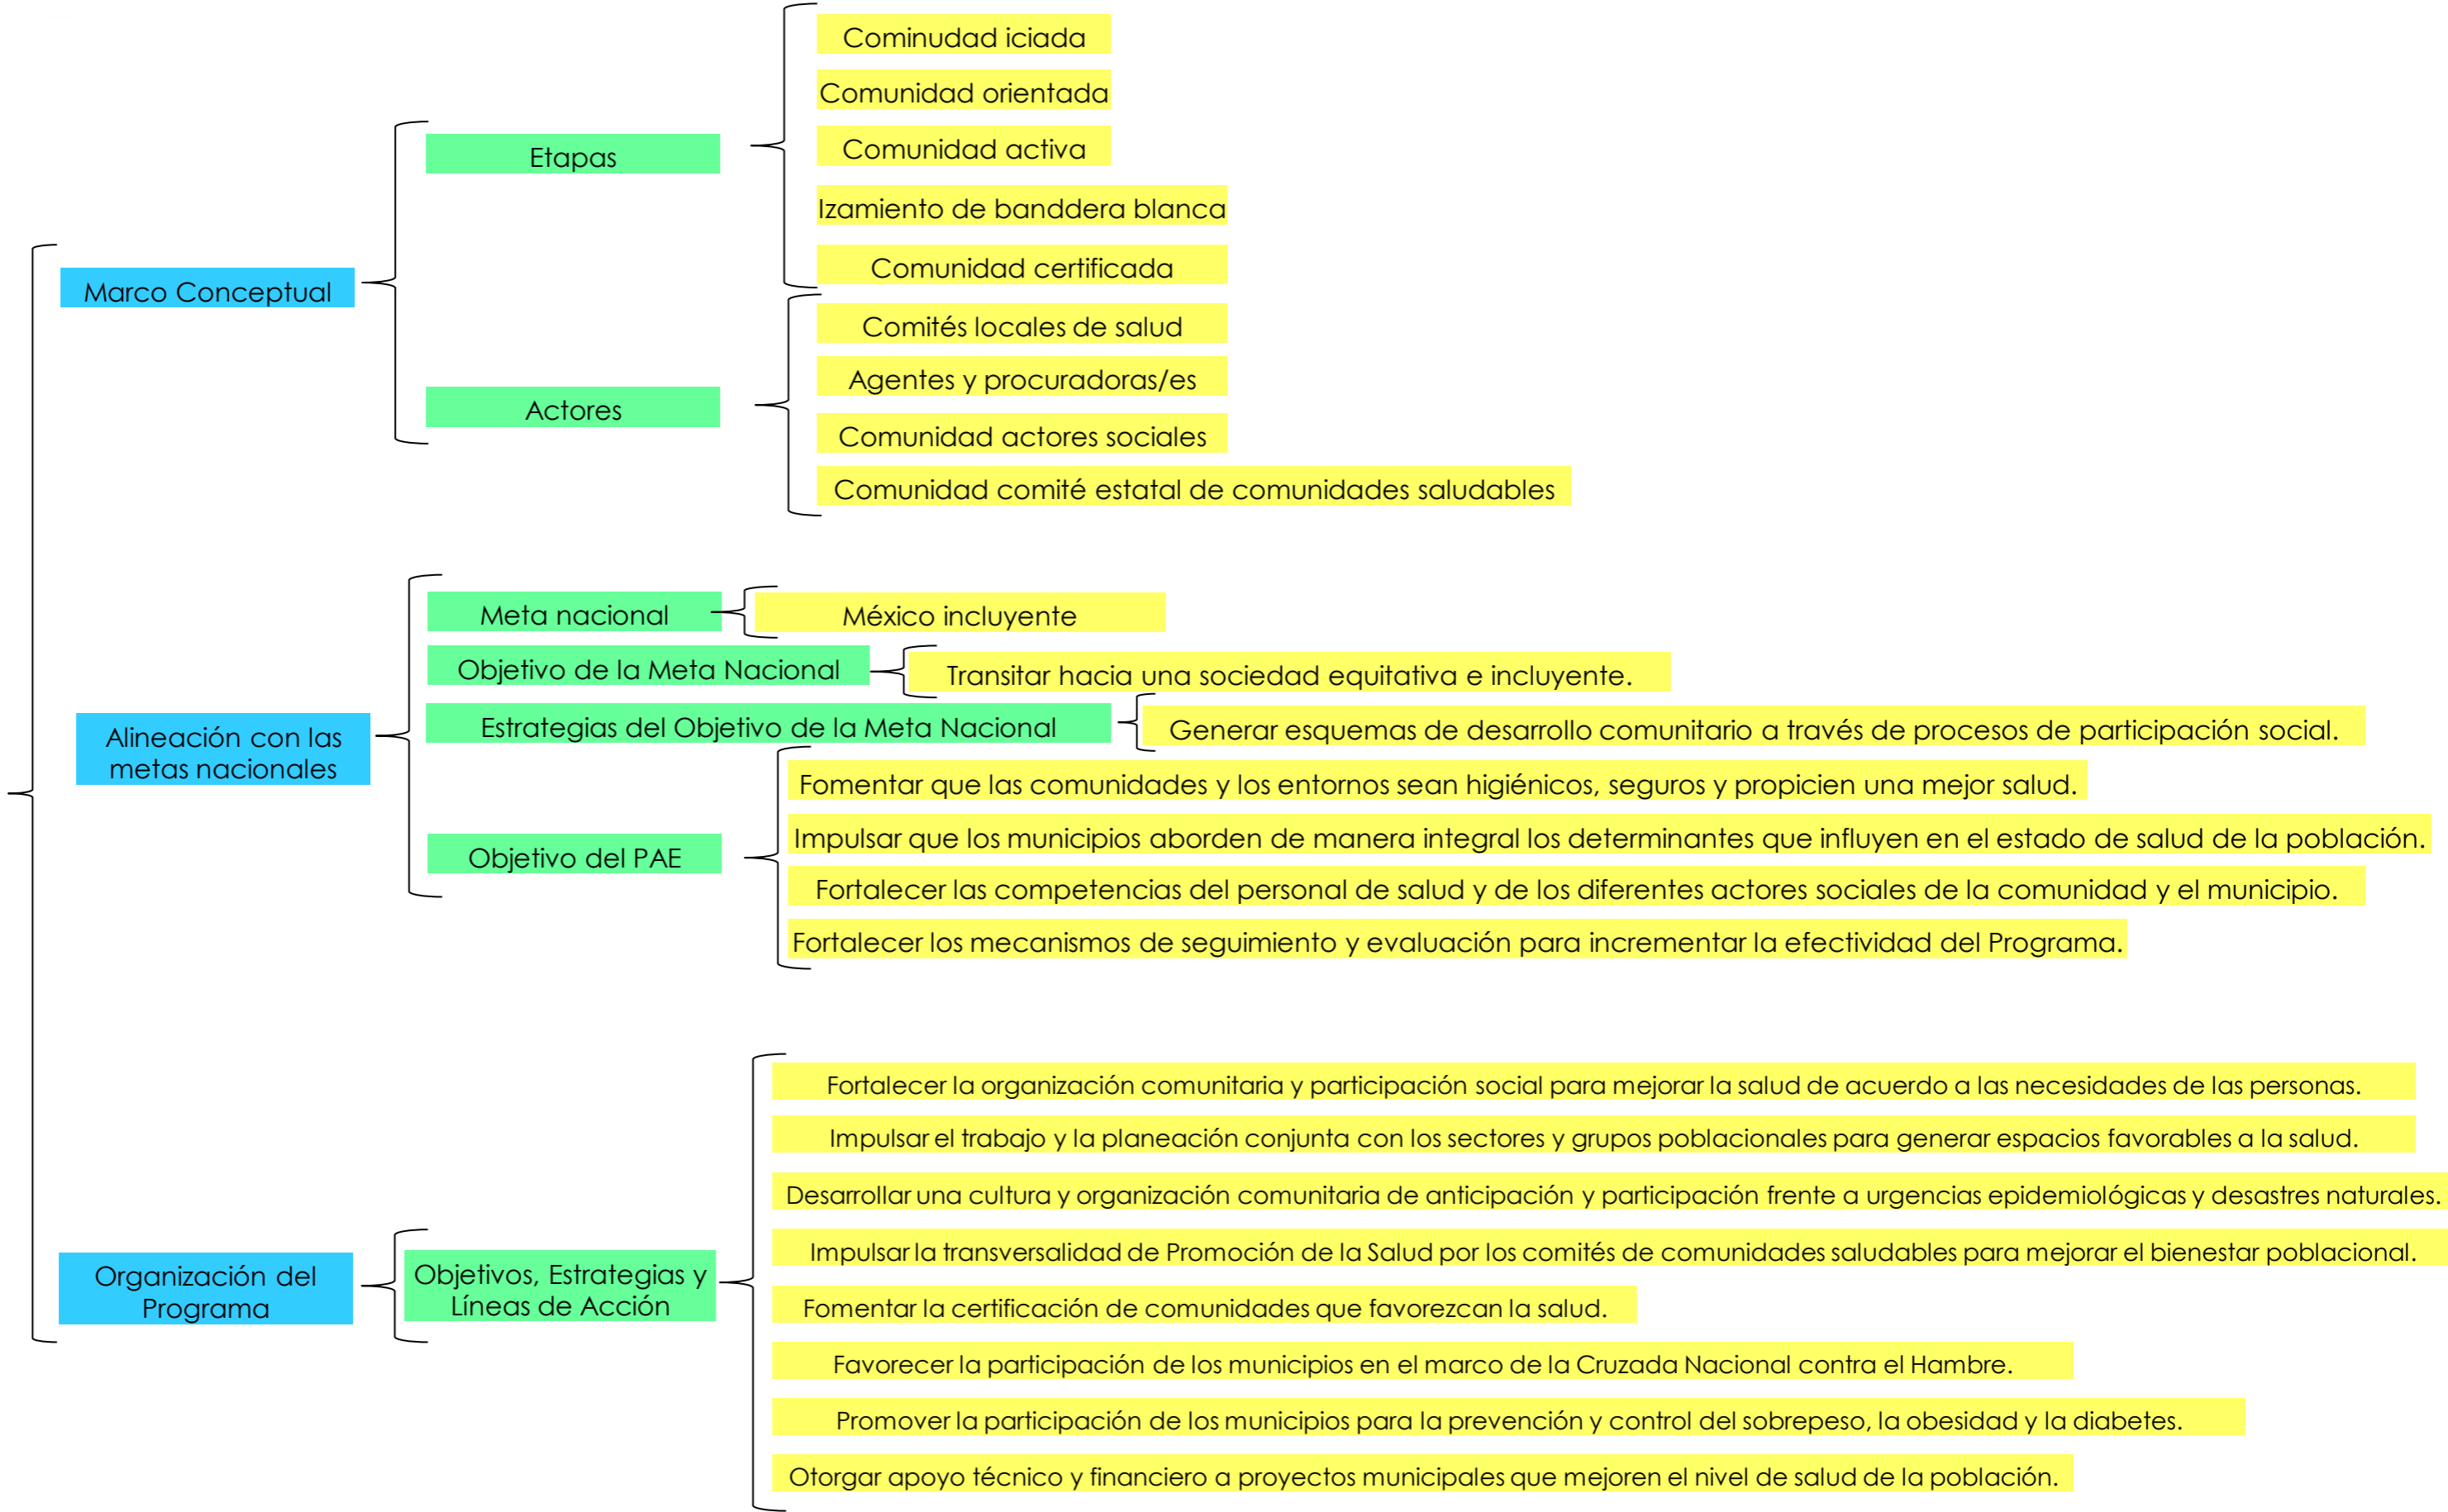 Marco Conceptual
Etapas
Cominudad iciada
Comunidad orientada
Comunidad activa
Izamiento de banddera blanca
Comunidad certificada
Actores
Comités locales de salud
Agentes y procuradoras/es
Comunidad actores sociales
Comunidad comité estatal de comunidades saludables
Alineación con las
metas nacionales
Meta nacional
México incluyente
Objetivo de la Meta Nacional
Transitar hacia una sociedad equitativa e incluyente.
Estrategias del Objetivo de la Meta Nacional
Generar esquemas de desarrollo comunitario a través de procesos de participación social.
Objetivo del PAE
Fomentar que las comunidades y los entornos sean higiénicos, seguros y propicien una mejor salud.
Impulsar que los municipios aborden de manera integral los determinantes que influyen en el estado de salud de la población.
Fortalecer las competencias del personal de salud y de los diferentes actores sociales de la comunidad y el municipio.
Fortalecer los mecanismos de seguimiento y evaluación para incrementar la efectividad del Programa.
Organización del
Programa
Objetivos, Estrategias y
Líneas de Acción
Fortalecer la organización comunitaria y participación social para mejorar la salud de acuerdo a las necesidades de las personas.
Impulsar el trabajo y la planeación conjunta con los sectores y grupos poblacionales para generar espacios favorables a la salud.
Desarrollar una cultura y organización comunitaria de anticipación y participación frente a urgencias epidemiológicas y desastres naturales.
Impulsar la transversalidad de Promoción de la Salud por los comités de comunidades saludables para mejorar el bienestar poblacional.
Fomentar la certificación de comunidades que favorezcan la salud.
Favorecer la participación de los municipios en el marco de la Cruzada Nacional contra el Hambre.
Promover la participación de los municipios para la prevención y control del sobrepeso, la obesidad y la diabetes.
Otorgar apoyo técnico y financiero a proyectos municipales que mejoren el nivel de salud de la población.